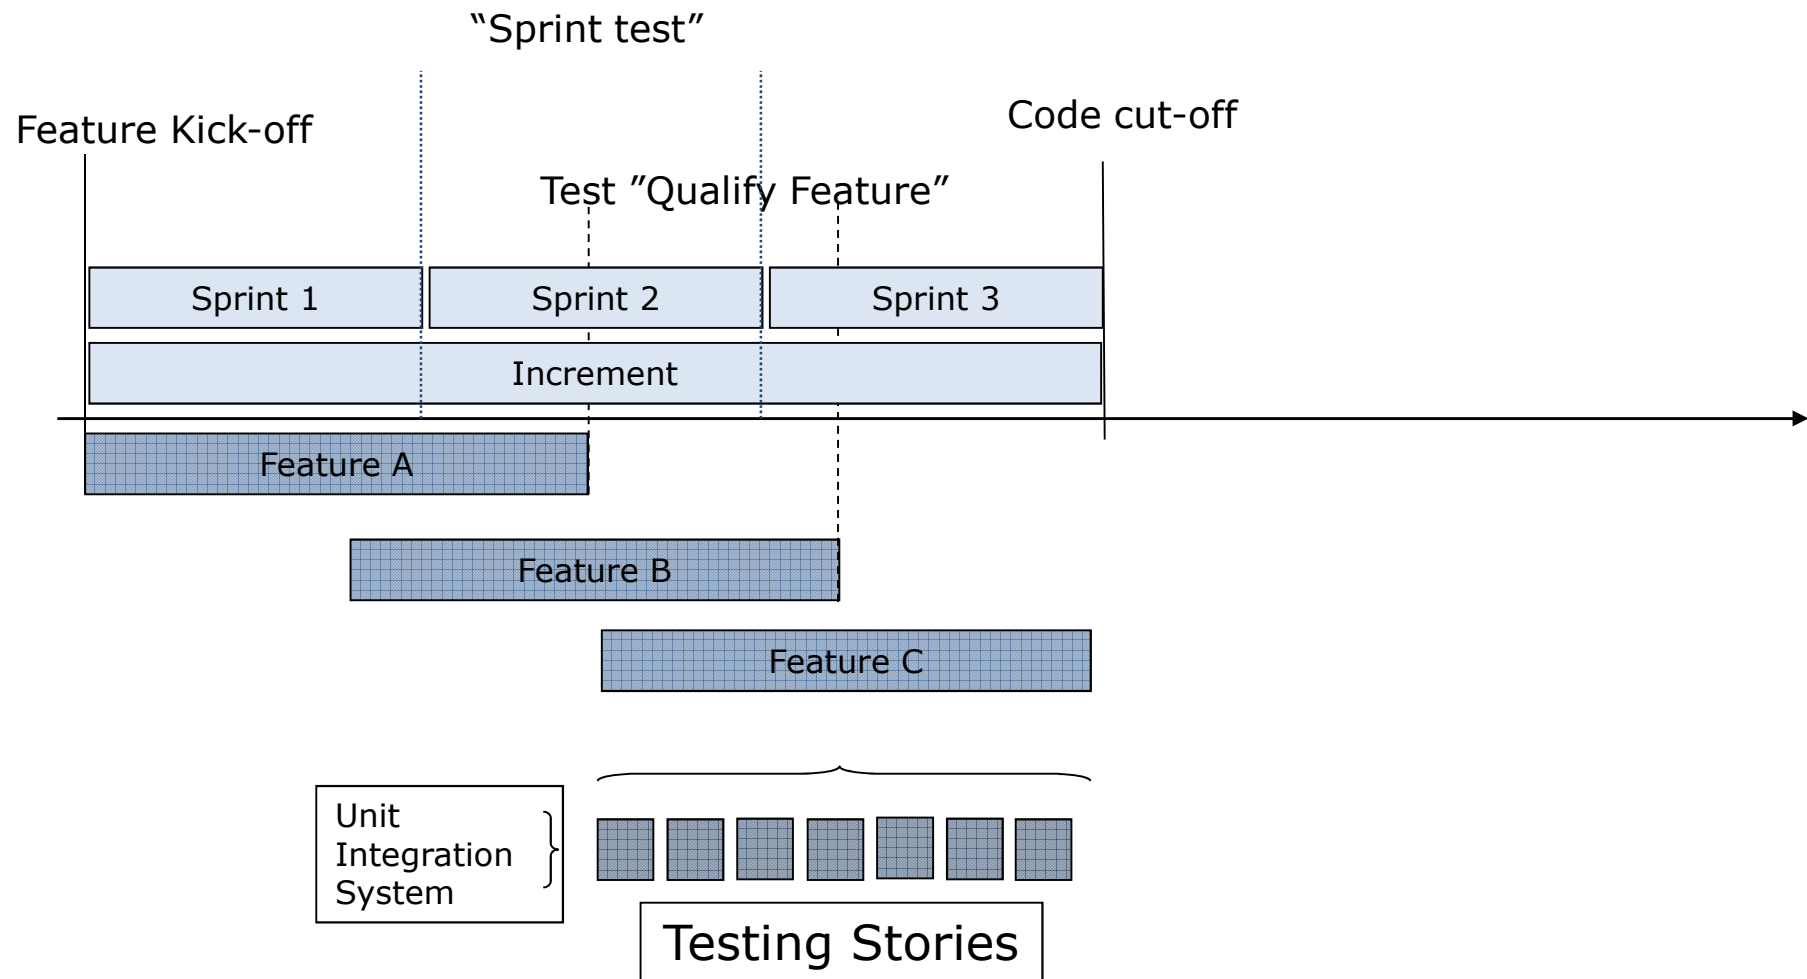 “Sprint test”
Code cut-off
Feature Kick-off
Test ”Qualify Feature”
Sprint 1
Sprint 2
Sprint 3
Increment
Feature A
Feature B
Feature C
Unit
Integration
System
Testing Stories